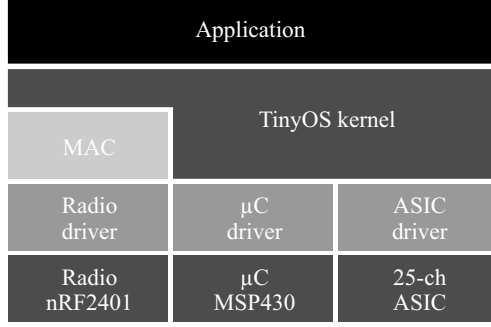 Application
TinyOS kernel
MAC
Radio
driver
µC
driver
ASIC
driver
Radio
nRF2401
µC
MSP430
25-ch
ASIC